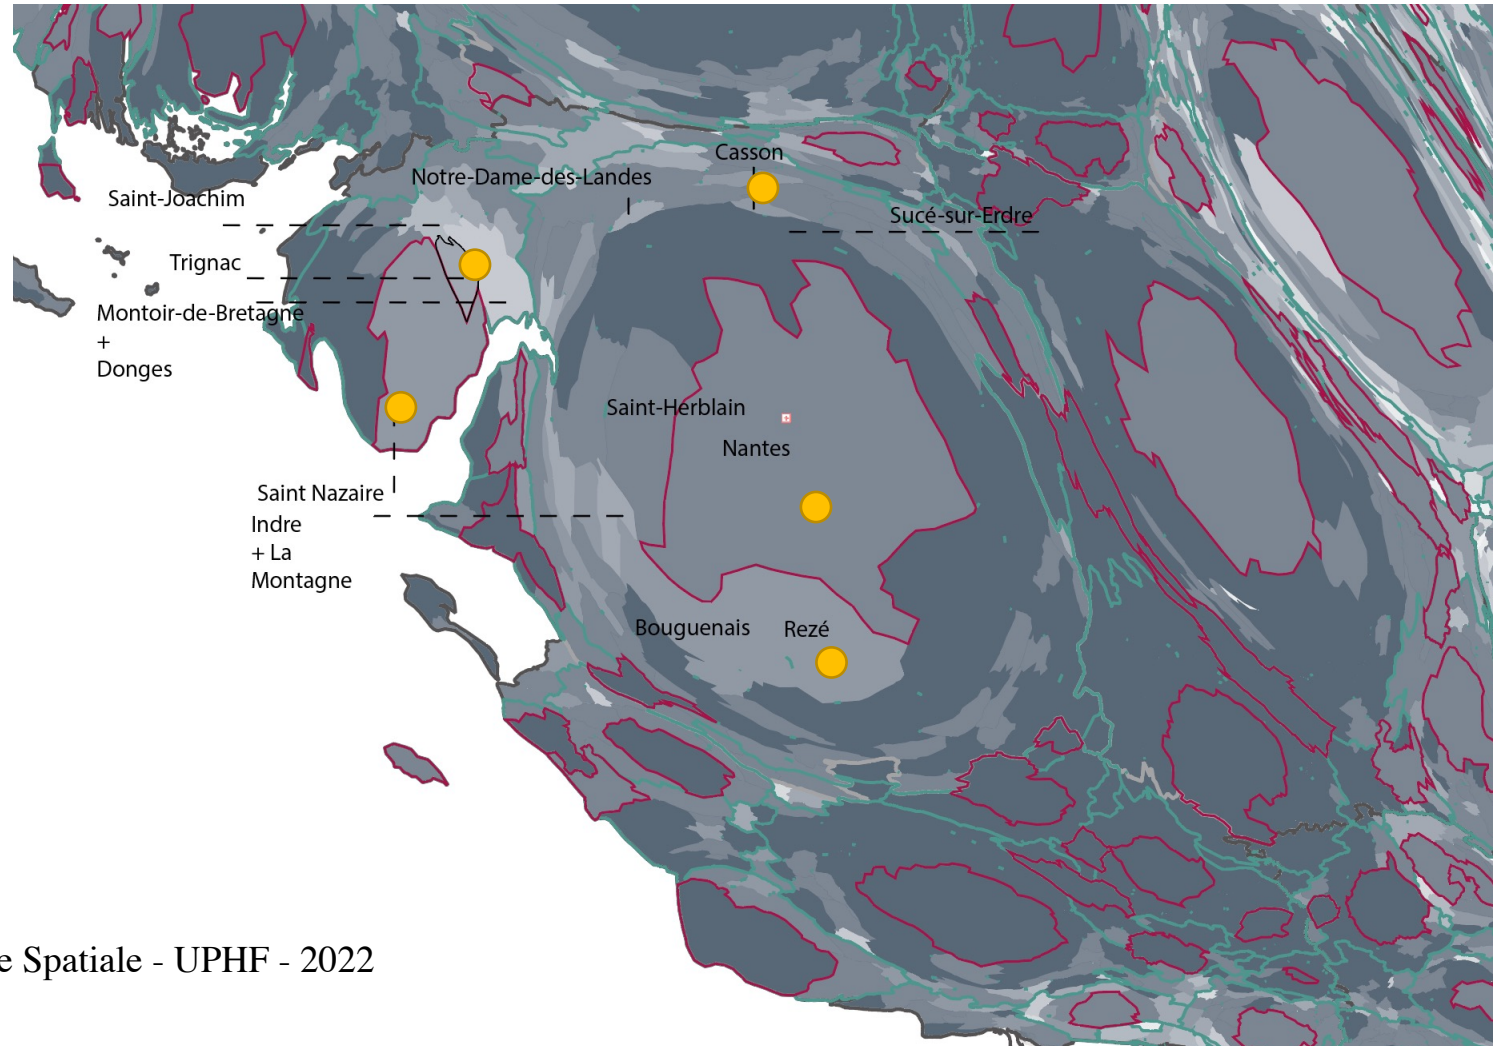 Casson
Notre-Dame-des-Landes
Saint-Joachim
Sucé-sur-Erdre
Trignac
Montoir-de-Bretagne
+
Donges
Saint-Herblain
Nantes
Saint Nazaire
Indre
+ La
Montagne
Bouguenais
Rezé
e Spatiale - UPHF - 2022